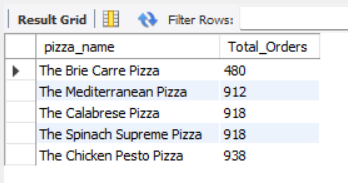 Result Grid Filter Rows:
pizza_name Total_Orders
The Brie Carre Pizza 480
The Mediterranean Pizza 912
The Calabrese Pizza 918
The Spinach Supreme Pizza 918
The Chicken Pesto Pizza 938